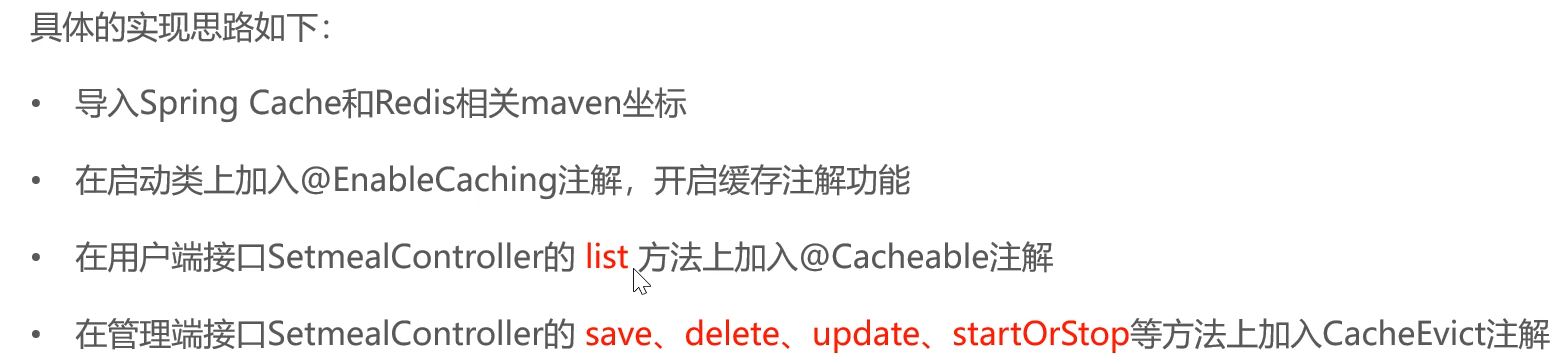 具体的实现思路如下：
• 导入Spring Cache和Redis相关maven坐标
• 在启动类上加入@EnableCaching注解，开启缓存注解功能
• 在用户端接口SetmealController的 list 方法上加入@Cacheable注解
• 在管理端接口SetmealController的 save、delete、update、startOrStop等方法上加入CacheEvict注解